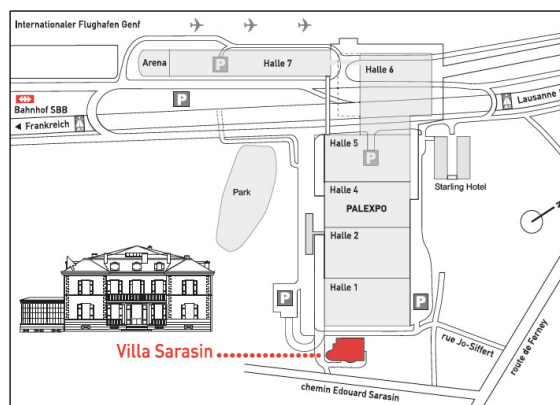 Internationaler Flughafen Genf
Arena
P
Halle 7
Halle 6
Bahnhof SBB
P
Lausanne
Frankreich
Halle 5
P
Starling Hotel
Park
Halle 4
PALEXPO
Halle 2
Halle 1
P
P
Villa Sarasin
rue Jo-Siffert
route de Ferney
chemin Edouard Sarasin